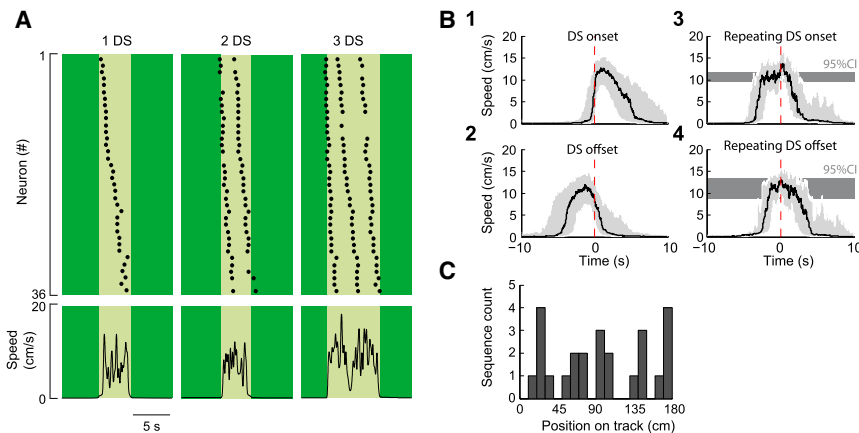 A
1 DS
2 DS
3 DS
1
Neuron (#)
36
20
Speed
(cm/s)
0
5 s
B
1
DS onset
20
15
10
5
0
Speed (cm/s)
2
DS offset
20
15
10
5
0
Speed (cm/s)
−10
0
10
Time (s)
3
Repeating DS onset
20
15
10
5
0
95%CI
4
Repeating DS offset
20
15
10
5
0
95%CI
−10
0
10
Time (s)
C
5
4
3
2
1
0
Sequence count
0
45
90
135
180
Position on track (cm)